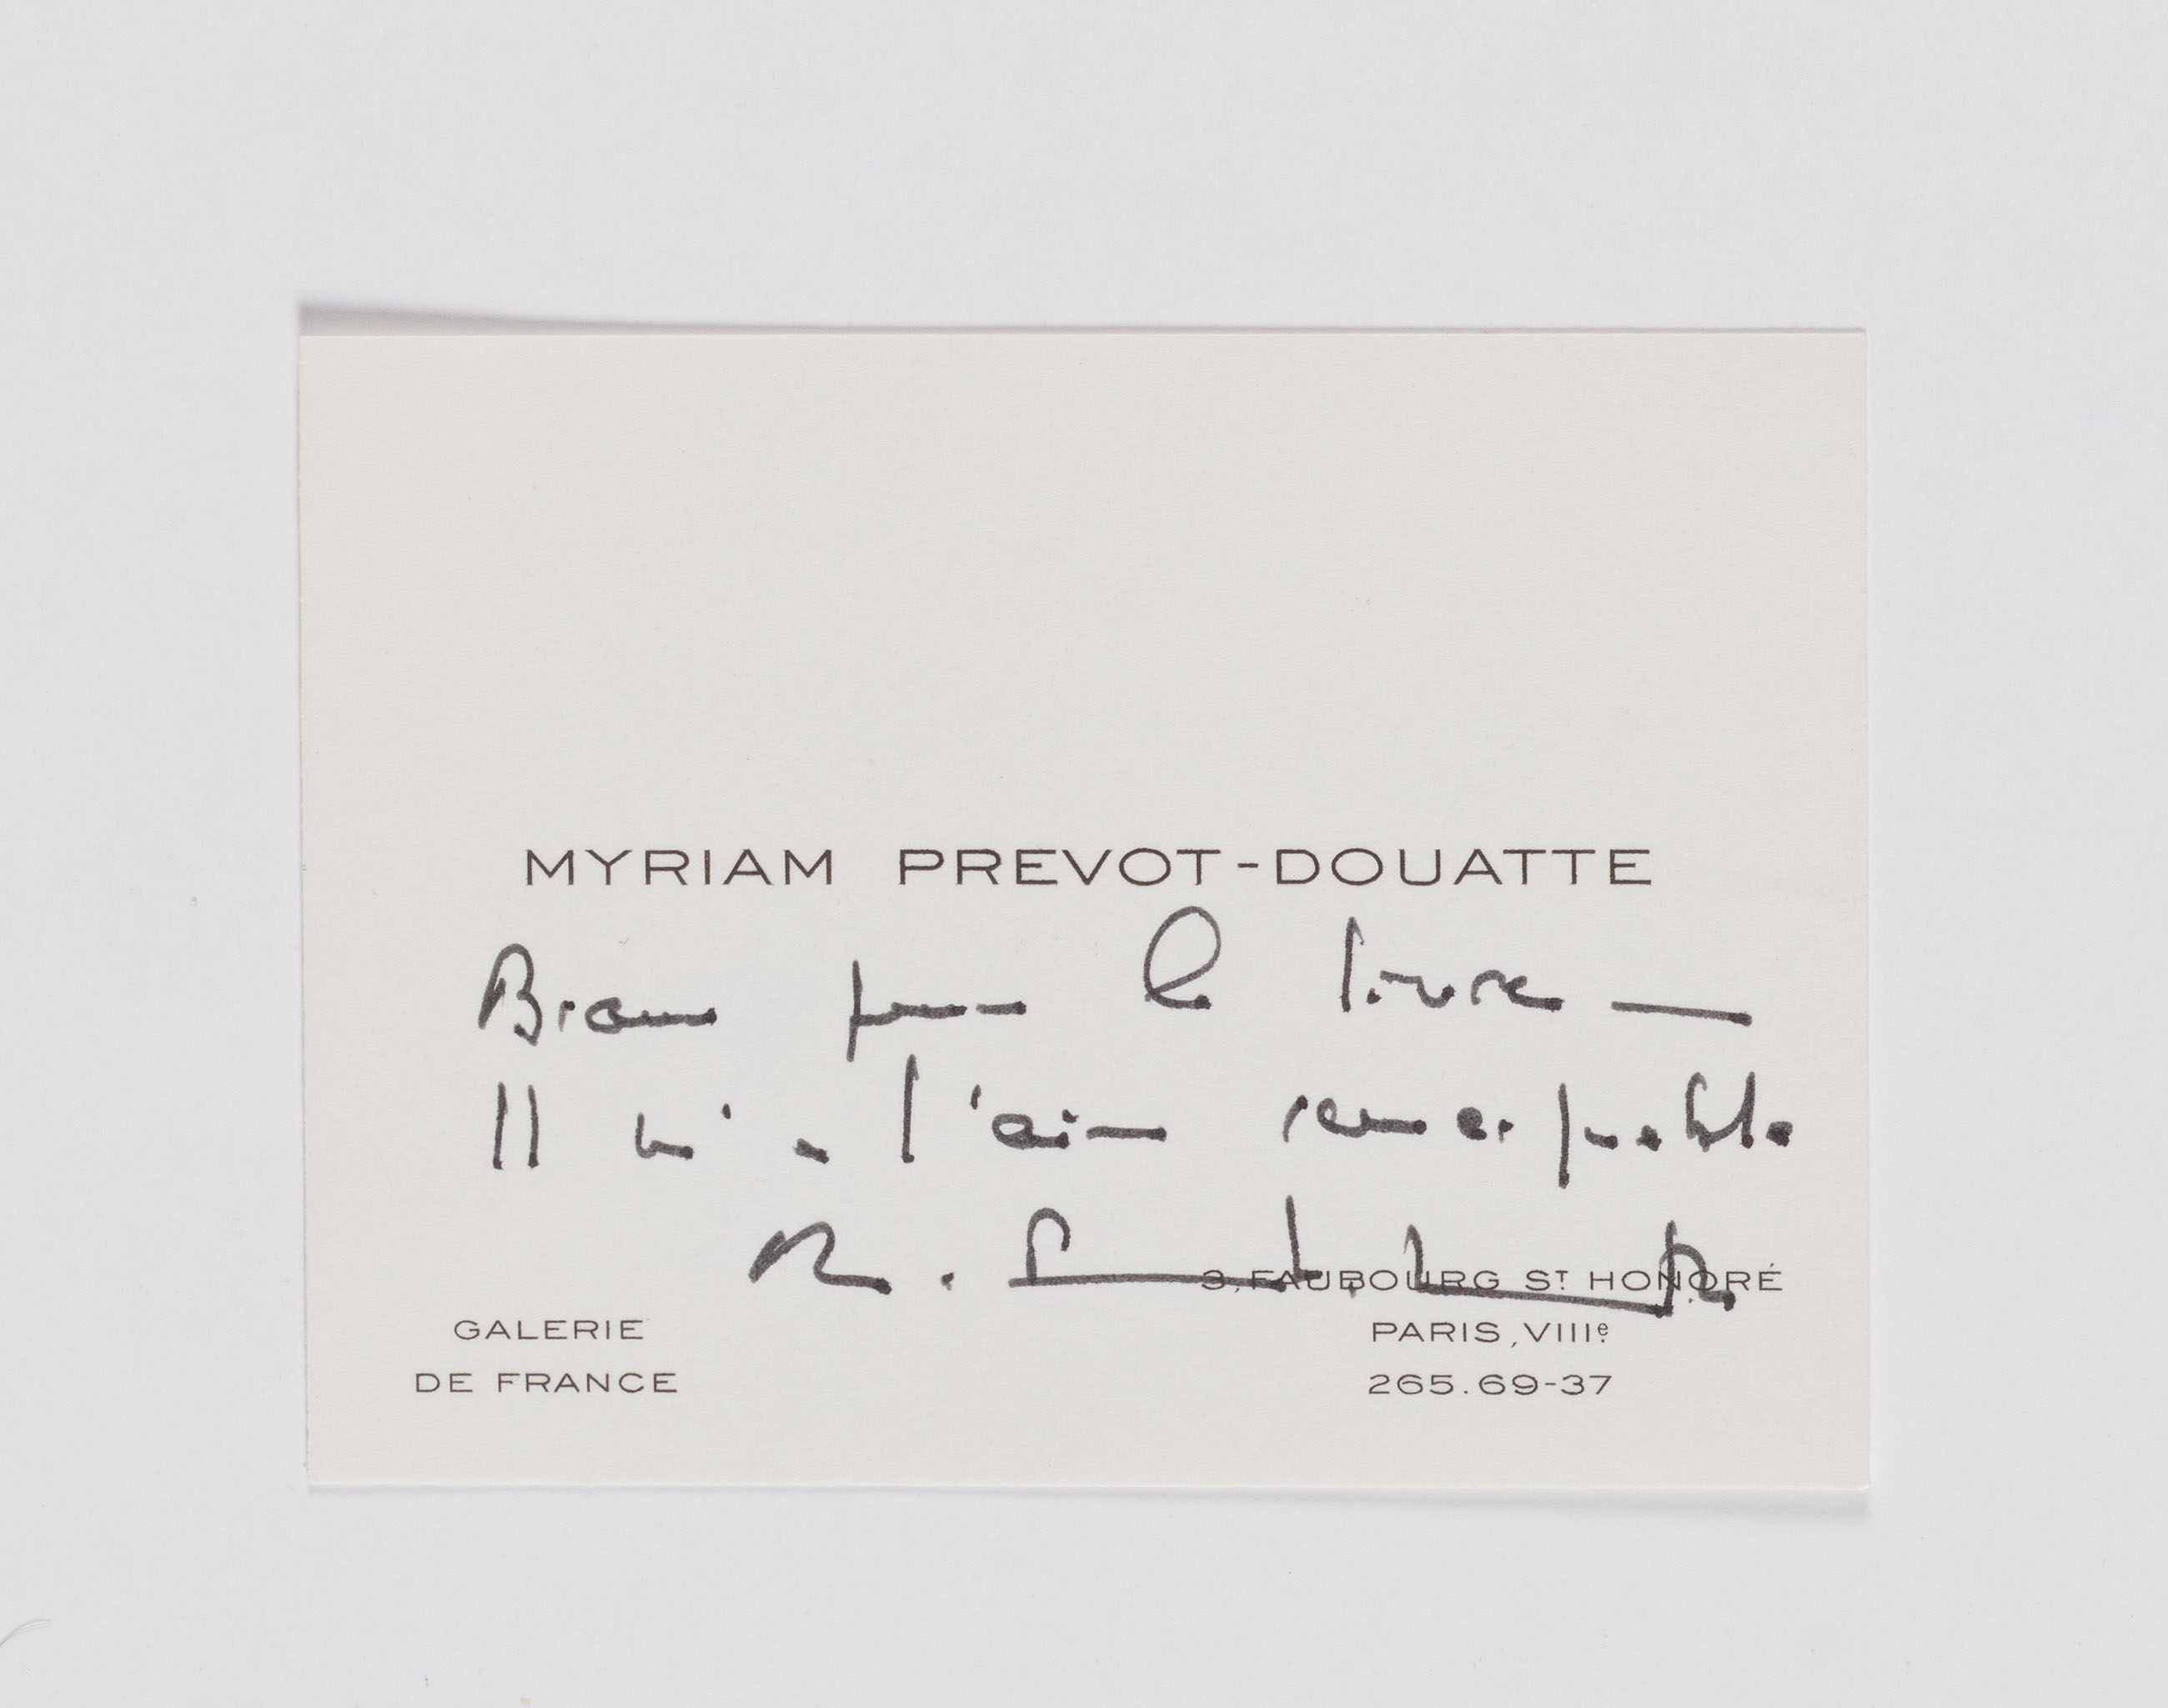 MYRIAM PREVOT-DOUATTE
Bravo pour le livre —
Il m'a l'air remarquable
3, FAUBOURG ST HONORÉ
GALERIE
DE FRANCE
PARIS, VIIIe
265.69-37